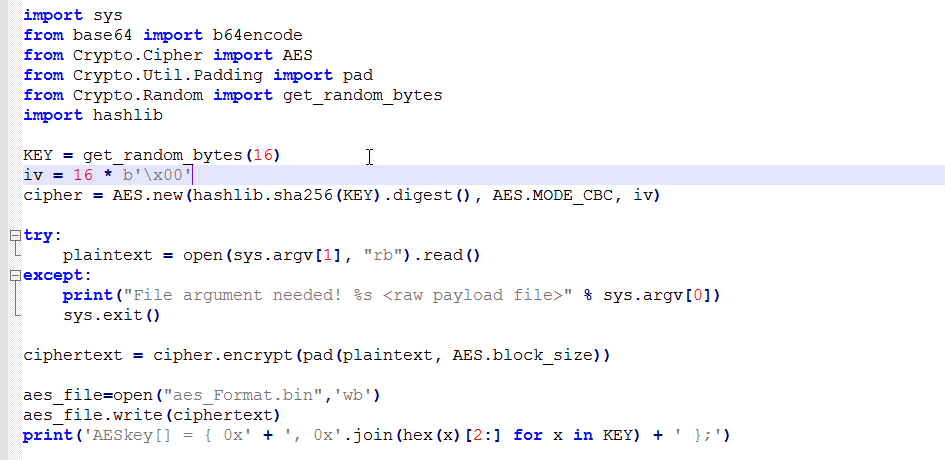 import sys
from base64 import b64encode
from Crypto.Cipher import AES
from Crypto.Util.Padding import pad
from Crypto.Random import get_random_bytes
import hashlib
KEY = get_random_bytes(16)
iv = 16 * b'\x00'
cipher = AES.new(hashlib.sha256(KEY).digest(), AES.MODE_CBC, iv)
try:
    plaintext = open(sys.argv[1], "rb").read()
except:
    print("File argument needed! %s <raw payload file>" % sys.argv[0])
    sys.exit()
ciphertext = cipher.encrypt(pad(plaintext, AES.block_size))
aes_file=open("aes_Format.bin",'wb')
aes_file.write(ciphertext)
print('AESkey[] = { 0x' + ', 0x'.join(hex(x)[2:] for x in KEY) + ' };')